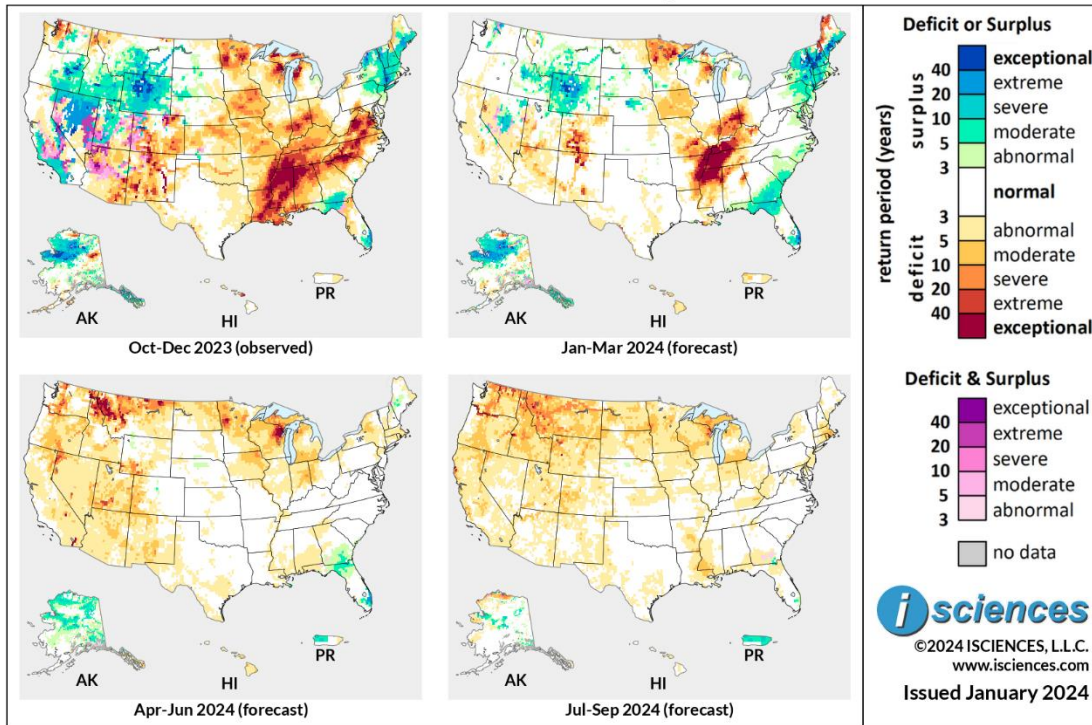 AK
HI
PR
Oct-Dec 2023 (observed)
AK
HI
PR
Jan-Mar 2024 (forecast)
AK
HI
PR
Apr-Jun 2024 (forecast)
AK
HI
PR
Jul-Sep 2024 (forecast)
Deficit or Surplus
return period (years)
surplus
deficit
exceptional
40
extreme
20
severe
10
moderate
5
abnormal
3
normal
3
abnormal
5
moderate
10
severe
20
extreme
40
exceptional
Deficit & Surplus
exceptional
40
extreme
20
severe
10
moderate
5
abnormal
3
no data
i sciences
©2024 ISCIENCES, L.L.C.
www.isciences.com
Issued January 2024